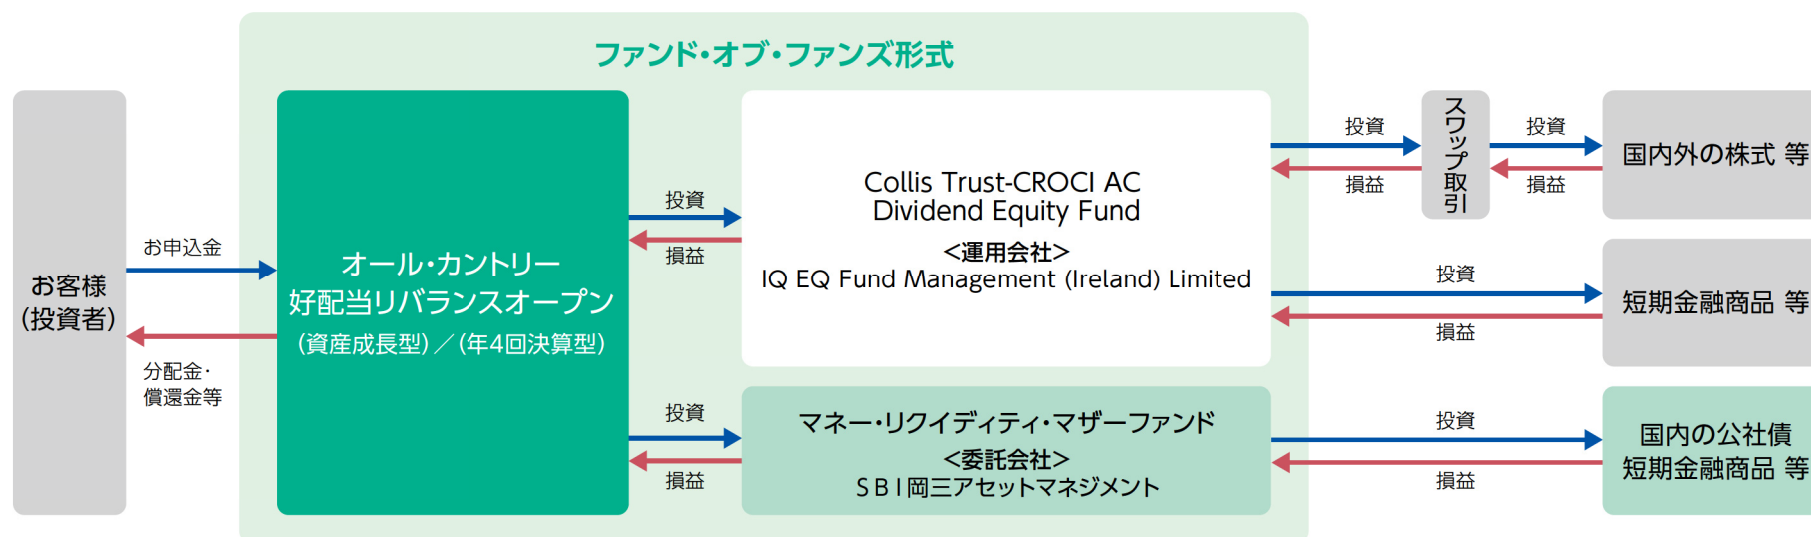 ファンド・オブ・ファンズ形式
お客様
(投資者)
お申込金
分配金・
償還金等
オール・カントリー
好配当リバランスオープン
(資産成長型)／(年4回決算型)
投資
損益
投資
損益
Collis Trust-CROCI AC
Dividend Equity Fund
<運用会社>
IQ EQ Fund Management (Ireland) Limited
マネー・リクイディティ・マザーファンド
<委託会社>
ＳＢＩ岡三アセットマネジメント
投資
損益
スワップ取引
投資
損益
国内外の株式 等
投資
損益
短期金融商品 等
投資
損益
国内の公社債
短期金融商品 等